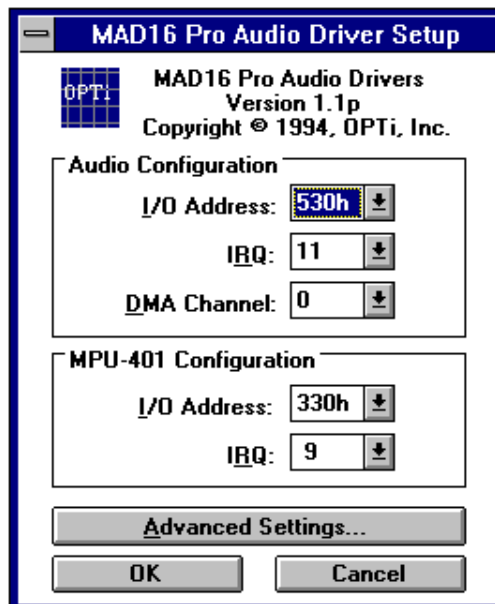 MAD16 Pro Audio Driver Setup
OPTi
MAD16 Pro Audio Drivers
Version 1.1p
Copyright © 1994, OPTi, Inc.
Audio Configuration
I/O Address: 530h
IRQ: 11
DMA Channel: 0
MPU-401 Configuration
I/O Address: 330h
IRQ: 9
Advanced Settings...
OK
Cancel